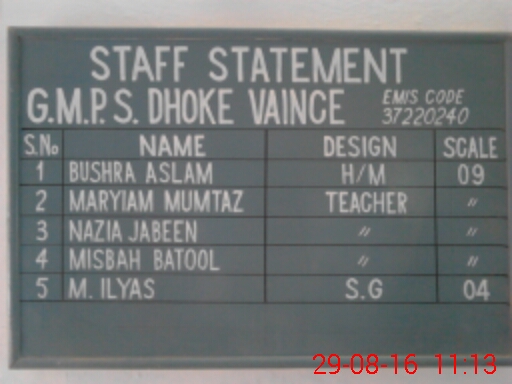 STAFF STATEMENT
G.M.P.S. DHOKE VAINCE EMIS CODE 37220240
S.No NAME DESIGN SCALE
1 BUSHRA ASLAM H/M 09
2 MARYIAM MUMTAZ TEACHER "
3 NAZIA JABEEN " "
4 MISBAH BATOOL " "
5 M. ILYAS S.G 04
29-08-16 11:13